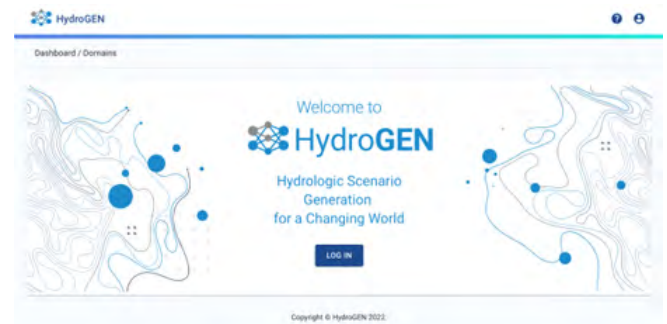 HydroGEN
Dashboard / Domains
Welcome to
HydroGEN
Hydrologic Scenario
Generation
for a Changing World
LOG IN
Copyright © HydroGEN 2022